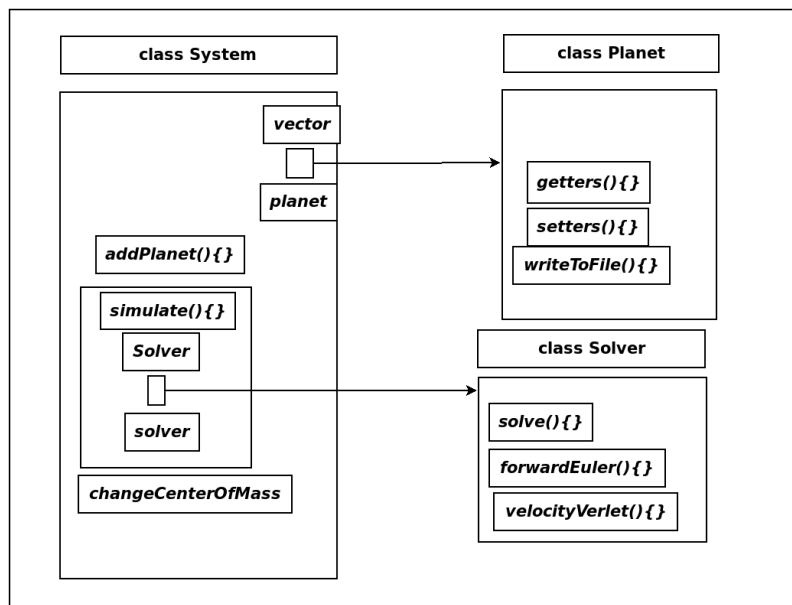 class System
vector
planet
addPlanet(){}
simulate(){}
Solver
solver
changeCenterOfMass
class Planet
getters(){}
setters(){}
writeToFile(){}
class Solver
solve(){}
forwardEuler(){}
velocityVerlet(){}